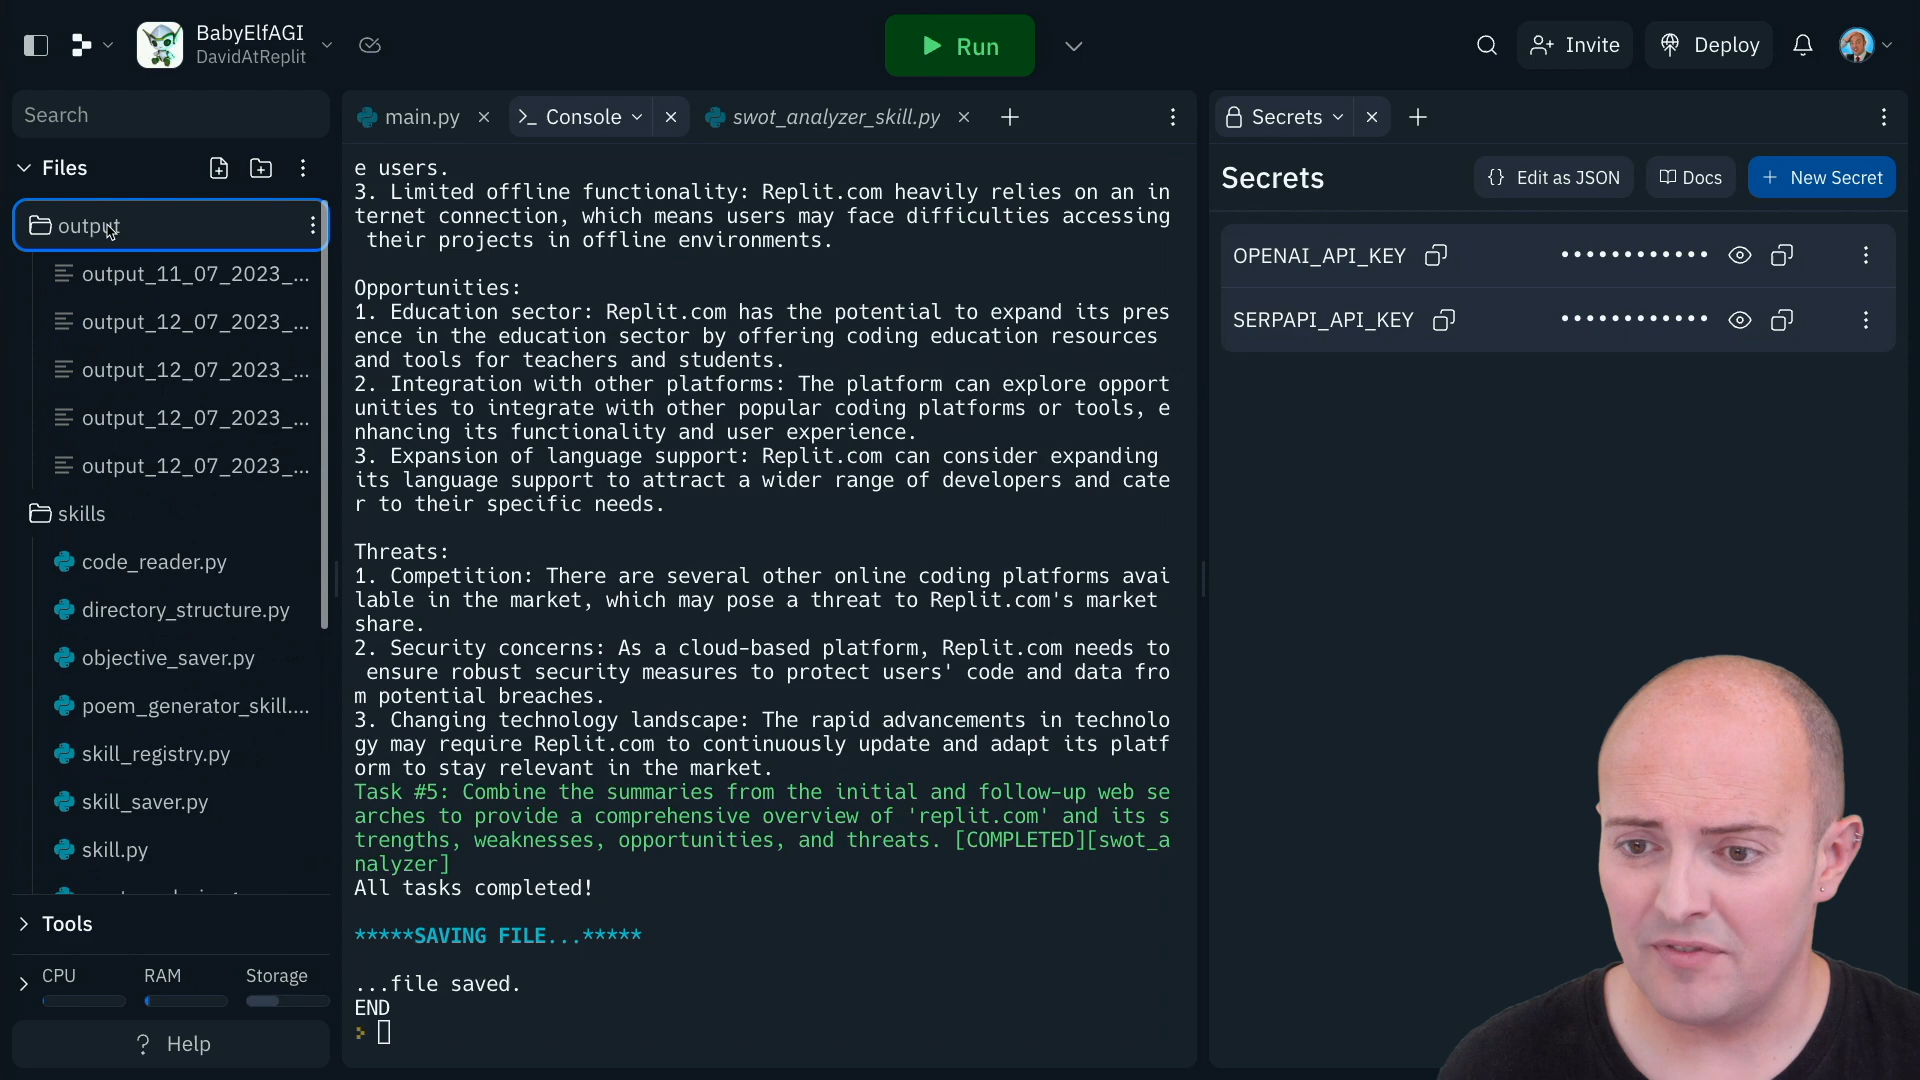 BabyElfAGI
DavidAtReplit
Run
Invite
Deploy
Search
Files
output
output_11_07_2023_...
output_12_07_2023_...
output_12_07_2023_...
output_12_07_2023_...
output_12_07_2023_...
skills
code_reader.py
directory_structure.py
objective_saver.py
poem_generator_skill....
skill_registry.py
skill_saver.py
skill.py
Tools
CPU RAM Storage
Help
main.py
Console
swot_analyzer_skill.py
e users.
3. Limited offline functionality: Replit.com heavily relies on an in
ternet connection, which means users may face difficulties accessing
 their projects in offline environments.
Opportunities:
1. Education sector: Replit.com has the potential to expand its pres
ence in the education sector by offering coding education resources
and tools for teachers and students.
2. Integration with other platforms: The platform can explore opport
unities to integrate with other popular coding platforms or tools, e
nhancing its functionality and user experience.
3. Expansion of language support: Replit.com can consider expanding
its language support to attract a wider range of developers and cate
r to their specific needs.
Threats:
1. Competition: There are several other online coding platforms avai
lable in the market, which may pose a threat to Replit.com's market
share.
2. Security concerns: As a cloud-based platform, Replit.com needs to
 ensure robust security measures to protect users' code and data fro
m potential breaches.
3. Changing technology landscape: The rapid advancements in technolo
gy may require Replit.com to continuously update and adapt its platf
orm to stay relevant in the market.
Task #5: Combine the summaries from the initial and follow-up web se
arches to provide a comprehensive overview of 'replit.com' and its s
trengths, weaknesses, opportunities, and threats. [COMPLETED][swot_a
nalyzer]
All tasks completed!
*****SAVING FILE...*****
...file saved.
END
Secrets
Secrets
Edit as JSON
Docs
New Secret
OPENAI_API_KEY
SERPAPI_API_KEY